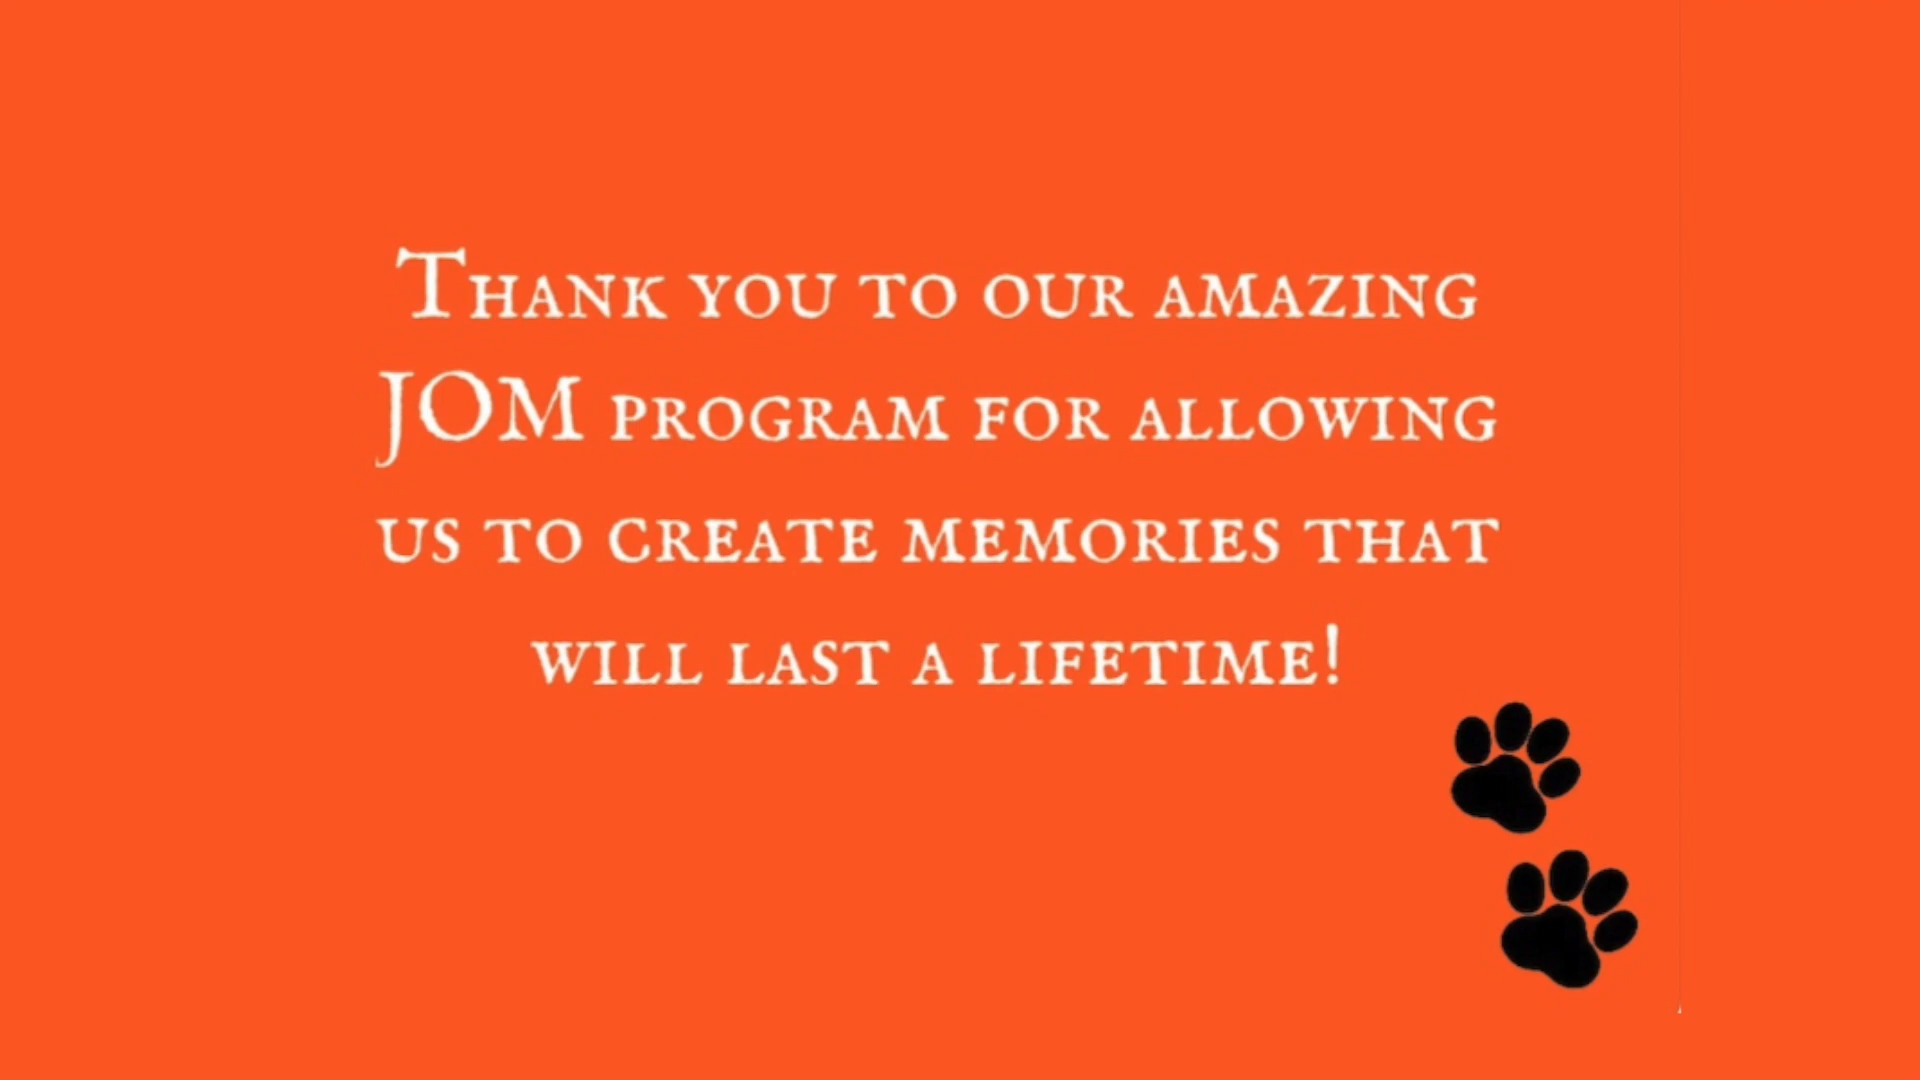 Thank you to our amazing
JOM program for allowing
us to create memories that
will last a lifetime!